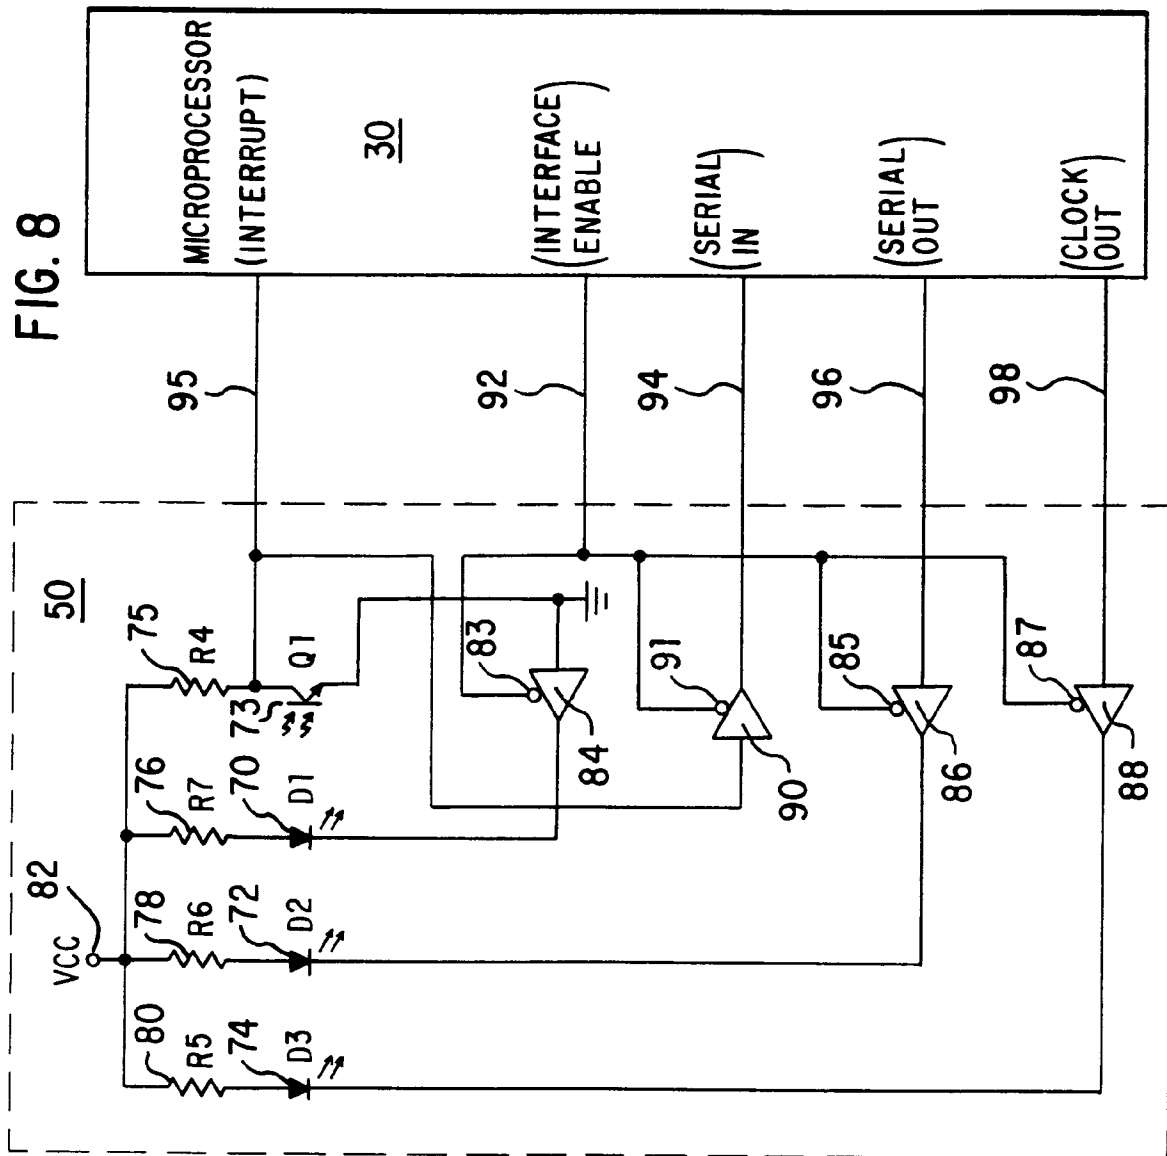 FIG. 8
MICROPROCESSOR
(INTERRUPT)
30
(INTERFACE)
(ENABLE)
(SERIAL)
(IN)
(SERIAL)
(OUT)
(CLOCK)
(OUT)
95
92
94
96
98
50
82
VCC
75
R4
73
Q1
76
R7
70
D1
78
R6
72
D2
80
R5
74
D3
83
84
91
90
85
86
87
88